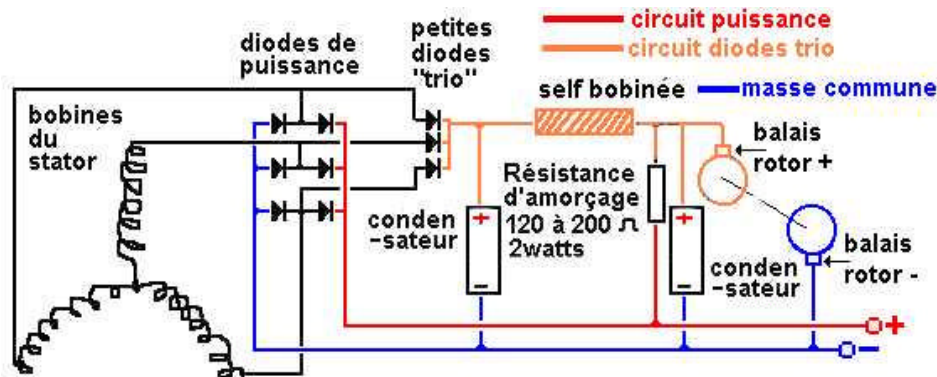 diodes de
puissance
petites
diodes
"trio"
circuit puissance
circuit diodes trio
masse commune
bobines
du
stator
self bobinée
balais
rotor +
Résistance
d'amorçage
120 à 200 Ω
2watts
conden
-sateur
+
-
conden
-sateur
+
-
balais
rotor -
+
-